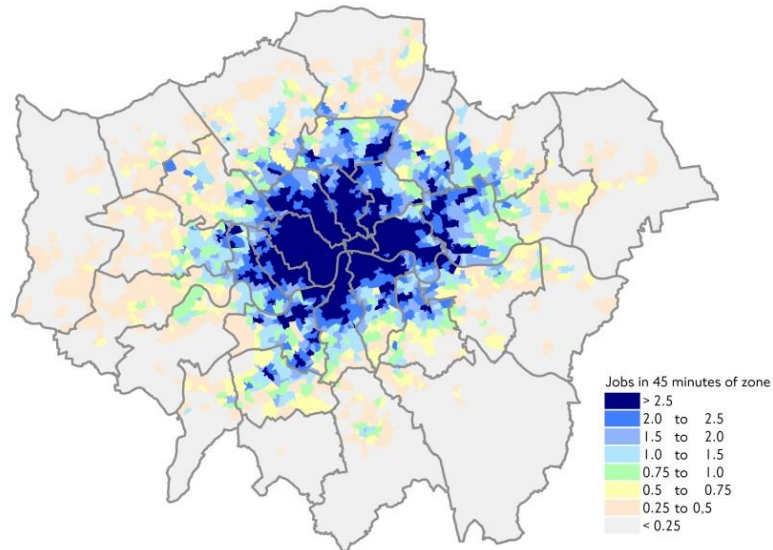 Jobs in 45 minutes of zone
> 2.5
2.0 to 2.5
1.5 to 2.0
1.0 to 1.5
0.75 to 1.0
0.5 to 0.75
0.25 to 0,5
< 0.25